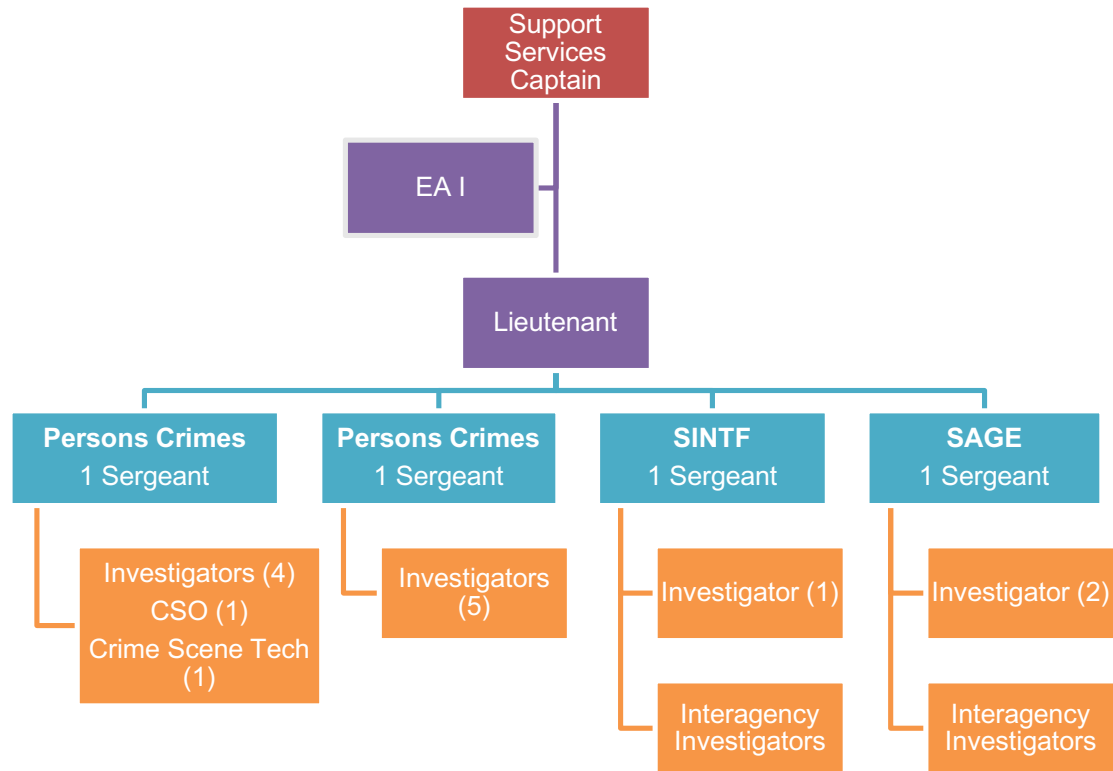 Support
Services
Captain
EA I
Lieutenant
Persons Crimes
1 Sergeant
Persons Crimes
1 Sergeant
SINTF
1 Sergeant
SAGE
1 Sergeant
Investigators (4)
CSO (1)
Crime Scene Tech
(1)
Investigators
(5)
Investigator (1)
Interagency
Investigators
Investigator (2)
Interagency
Investigators